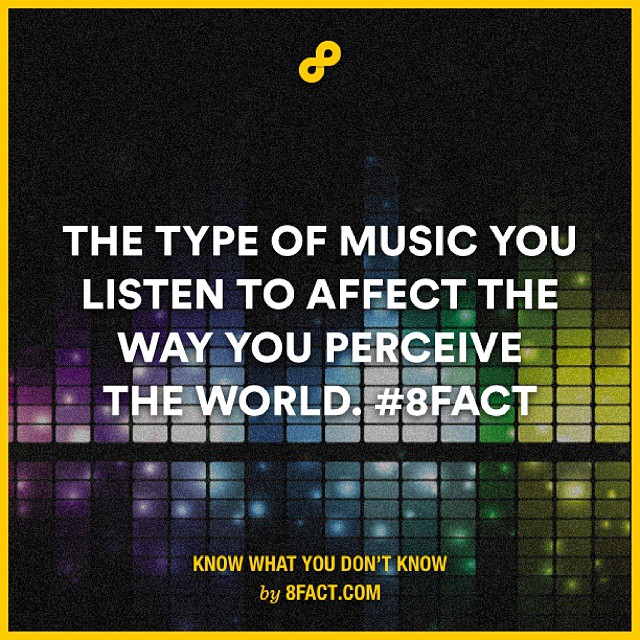 THE TYPE OF MUSIC YOU
LISTEN TO AFFECT THE
WAY YOU PERCEIVE
THE WORLD. #8FACT
KNOW WHAT YOU DON'T KNOW
by 8FACT.COM